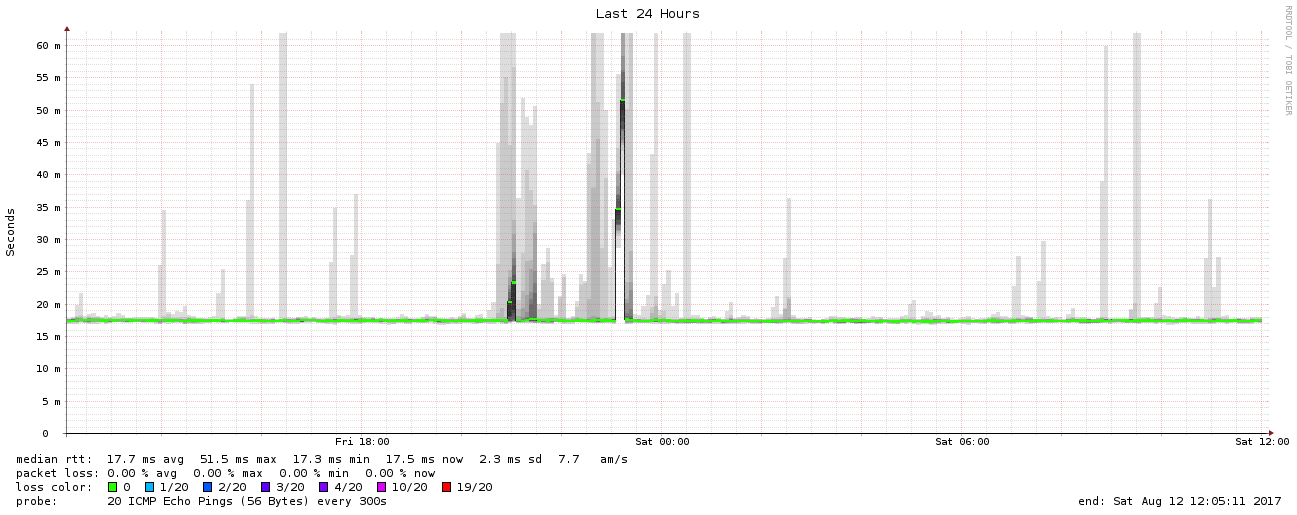 Last 24 Hours
RRDTOOL / TOBI OETIKER
Seconds
60 m
55 m
50 m
45 m
40 m
35 m
30 m
25 m
20 m
15 m
10 m
5 m
0
Fri 18:00 Sat 00:00 Sat 06:00 Sat 12:00
median rtt: 17.7 ms avg 51.5 ms max 17.3 ms min 17.5 ms now 2.3 ms sd 7.7 am/s
packet loss: 0.00 % avg 0.00 % max 0.00 % min 0.00 % now
loss color: 0 1/20 2/20 3/20 4/20 10/20 19/20
probe: 20 ICMP Echo Pings (56 Bytes) every 300s end: Sat Aug 12 12:05:11 2017